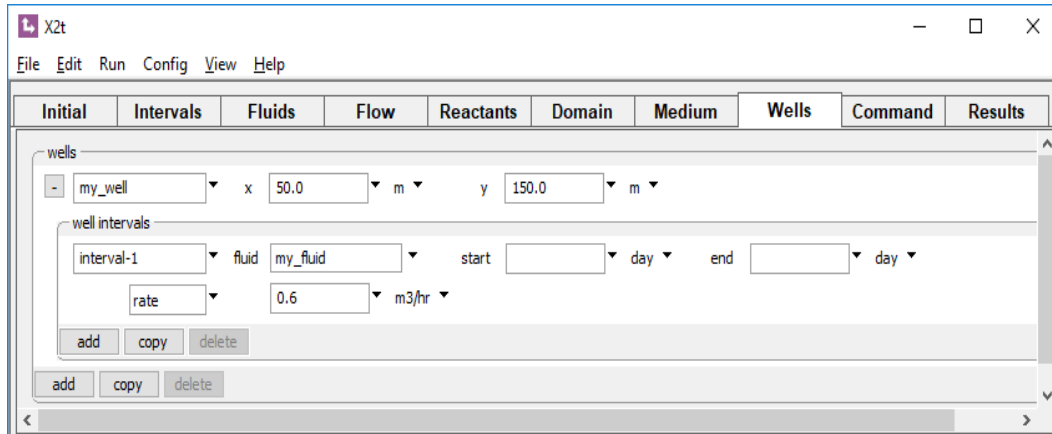 X2t
File Edit Run Config View Help
Initial Intervals Fluids Flow Reactants Domain Medium Wells Command Results
wells
- my_well x 50.0 m y 150.0 m
well intervals
interval-1 fluid my_fluid start day end day
rate 0.6 m3/hr
add copy delete
add copy delete